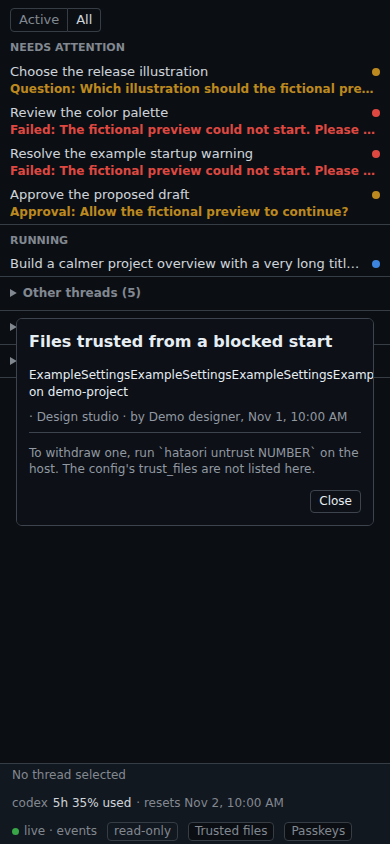 Active All
NEEDS ATTENTION
Choose the release illustration
Question: Which illustration should the fictional pre…
Review the color palette
Failed: The fictional preview could not start. Please …
Resolve the example startup warning
Failed: The fictional preview could not start. Please …
Approve the proposed draft
Approval: Allow the fictional preview to continue?
RUNNING
Build a calmer project overview with a very long titl…
Other threads (5)
Files trusted from a blocked start
ExampleSettingsExampleSettingsExampleSettingsExamp
on demo-project
· Design studio · by Demo designer, Nov 1, 10:00 AM
To withdraw one, run `hataori untrust NUMBER` on the
host. The config's trust_files are not listed here.
Close
No thread selected
codex 5h 35% used · resets Nov 2, 10:00 AM
live · events read-only Trusted files Passkeys